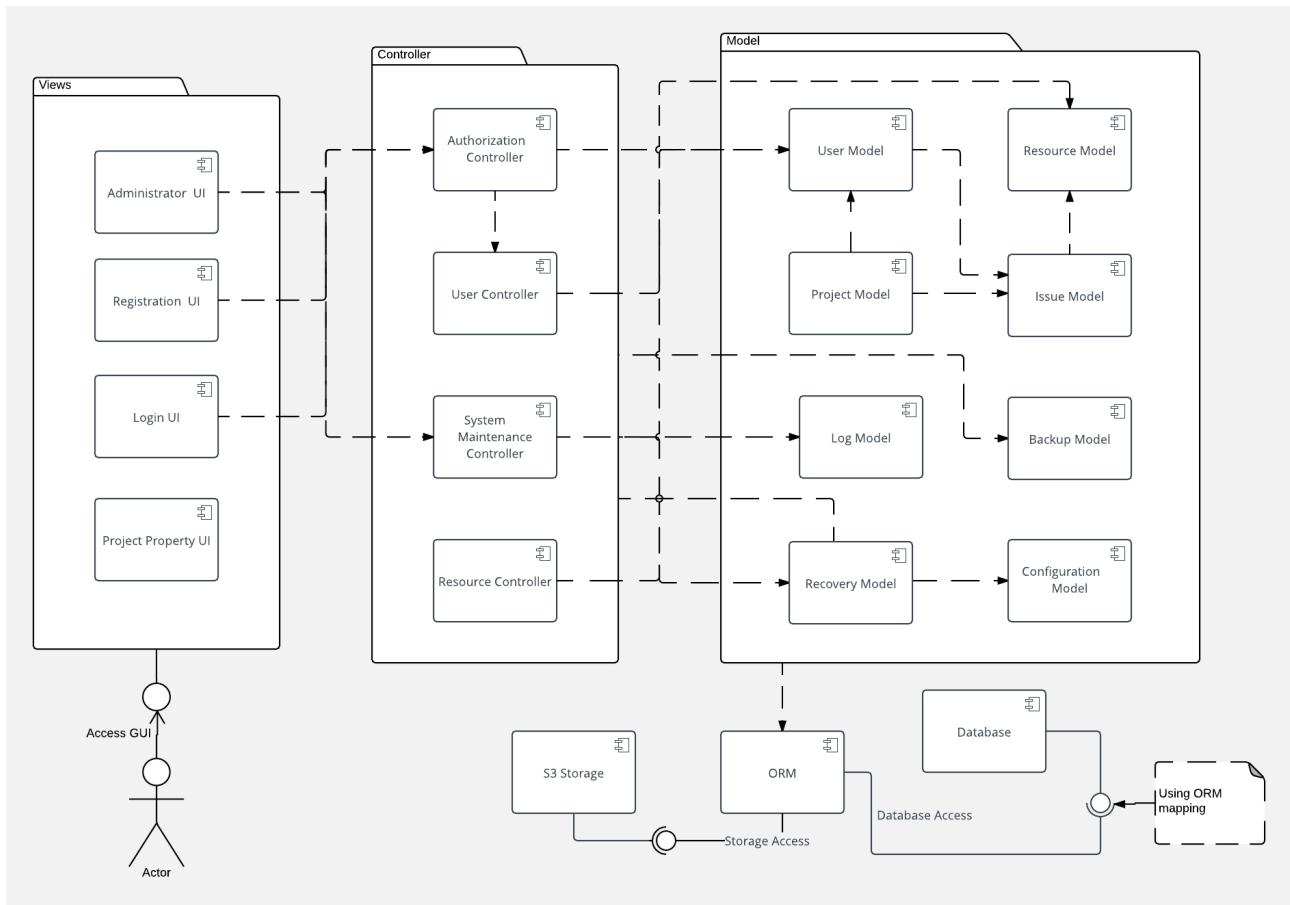 Views
Controller
Model
Administrator UI
Registration UI
Login UI
Project Property UI
Authorization
Controller
User Controller
System
Maintenance
Controller
Resource Controller
User Model
Resource Model
Project Model
Issue Model
Log Model
Backup Model
Recovery Model
Configuration
Model
Access GUI
Actor
S3 Storage
ORM
Storage Access
Database
Database Access
Using ORM
mapping